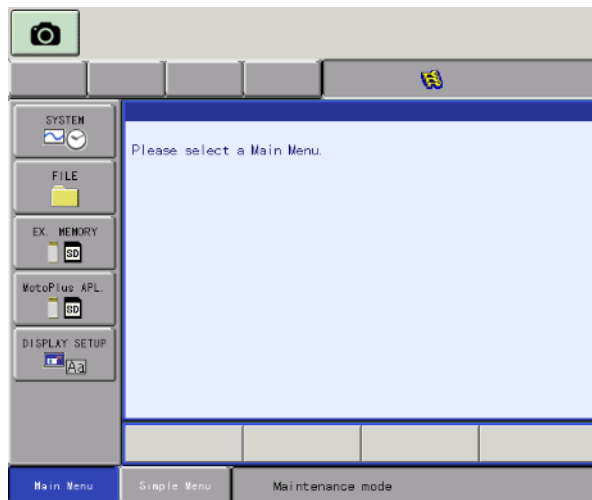 SYSTEM
Please select a Main Menu.
FILE
EX. MEMORY
SD
MotoPlus APL.
SD
DISPLAY SETUP
Aa
Main Menu
Simple Menu
Maintenance mode